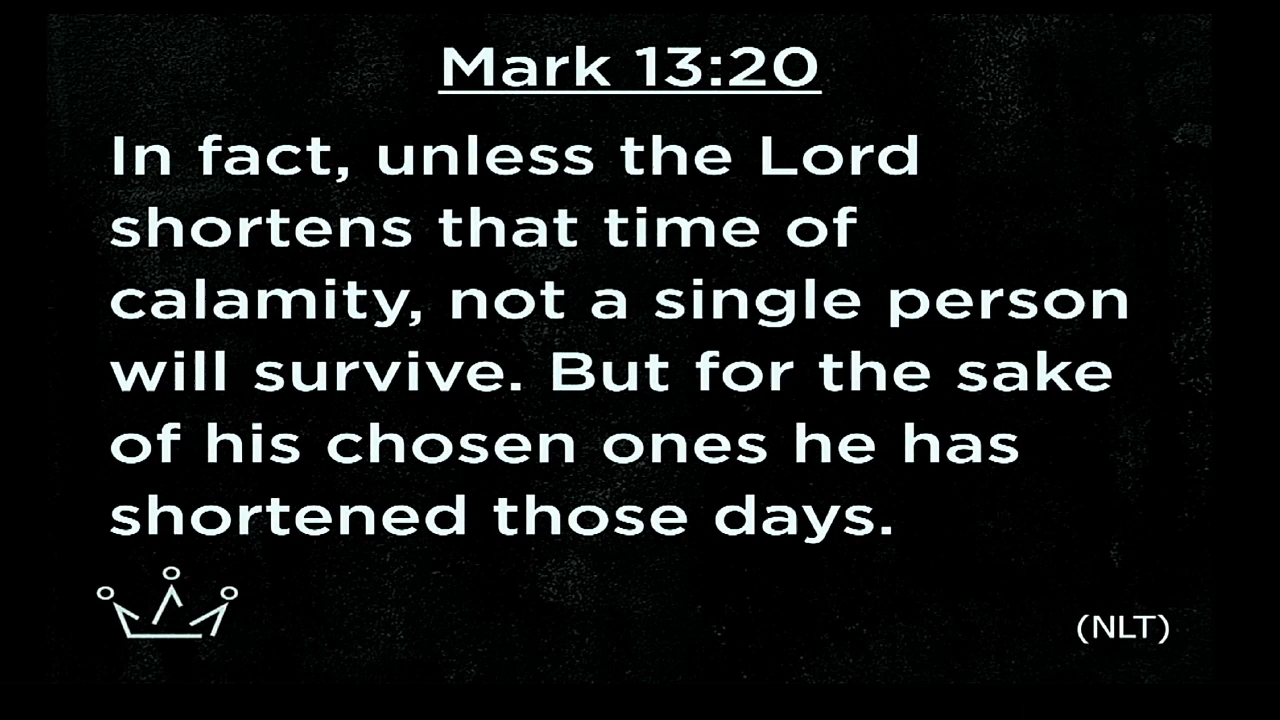 Mark 13:20
In fact, unless the Lord
shortens that time of
calamity, not a single person
will survive. But for the sake
of his chosen ones he has
shortened those days.
(NLT)